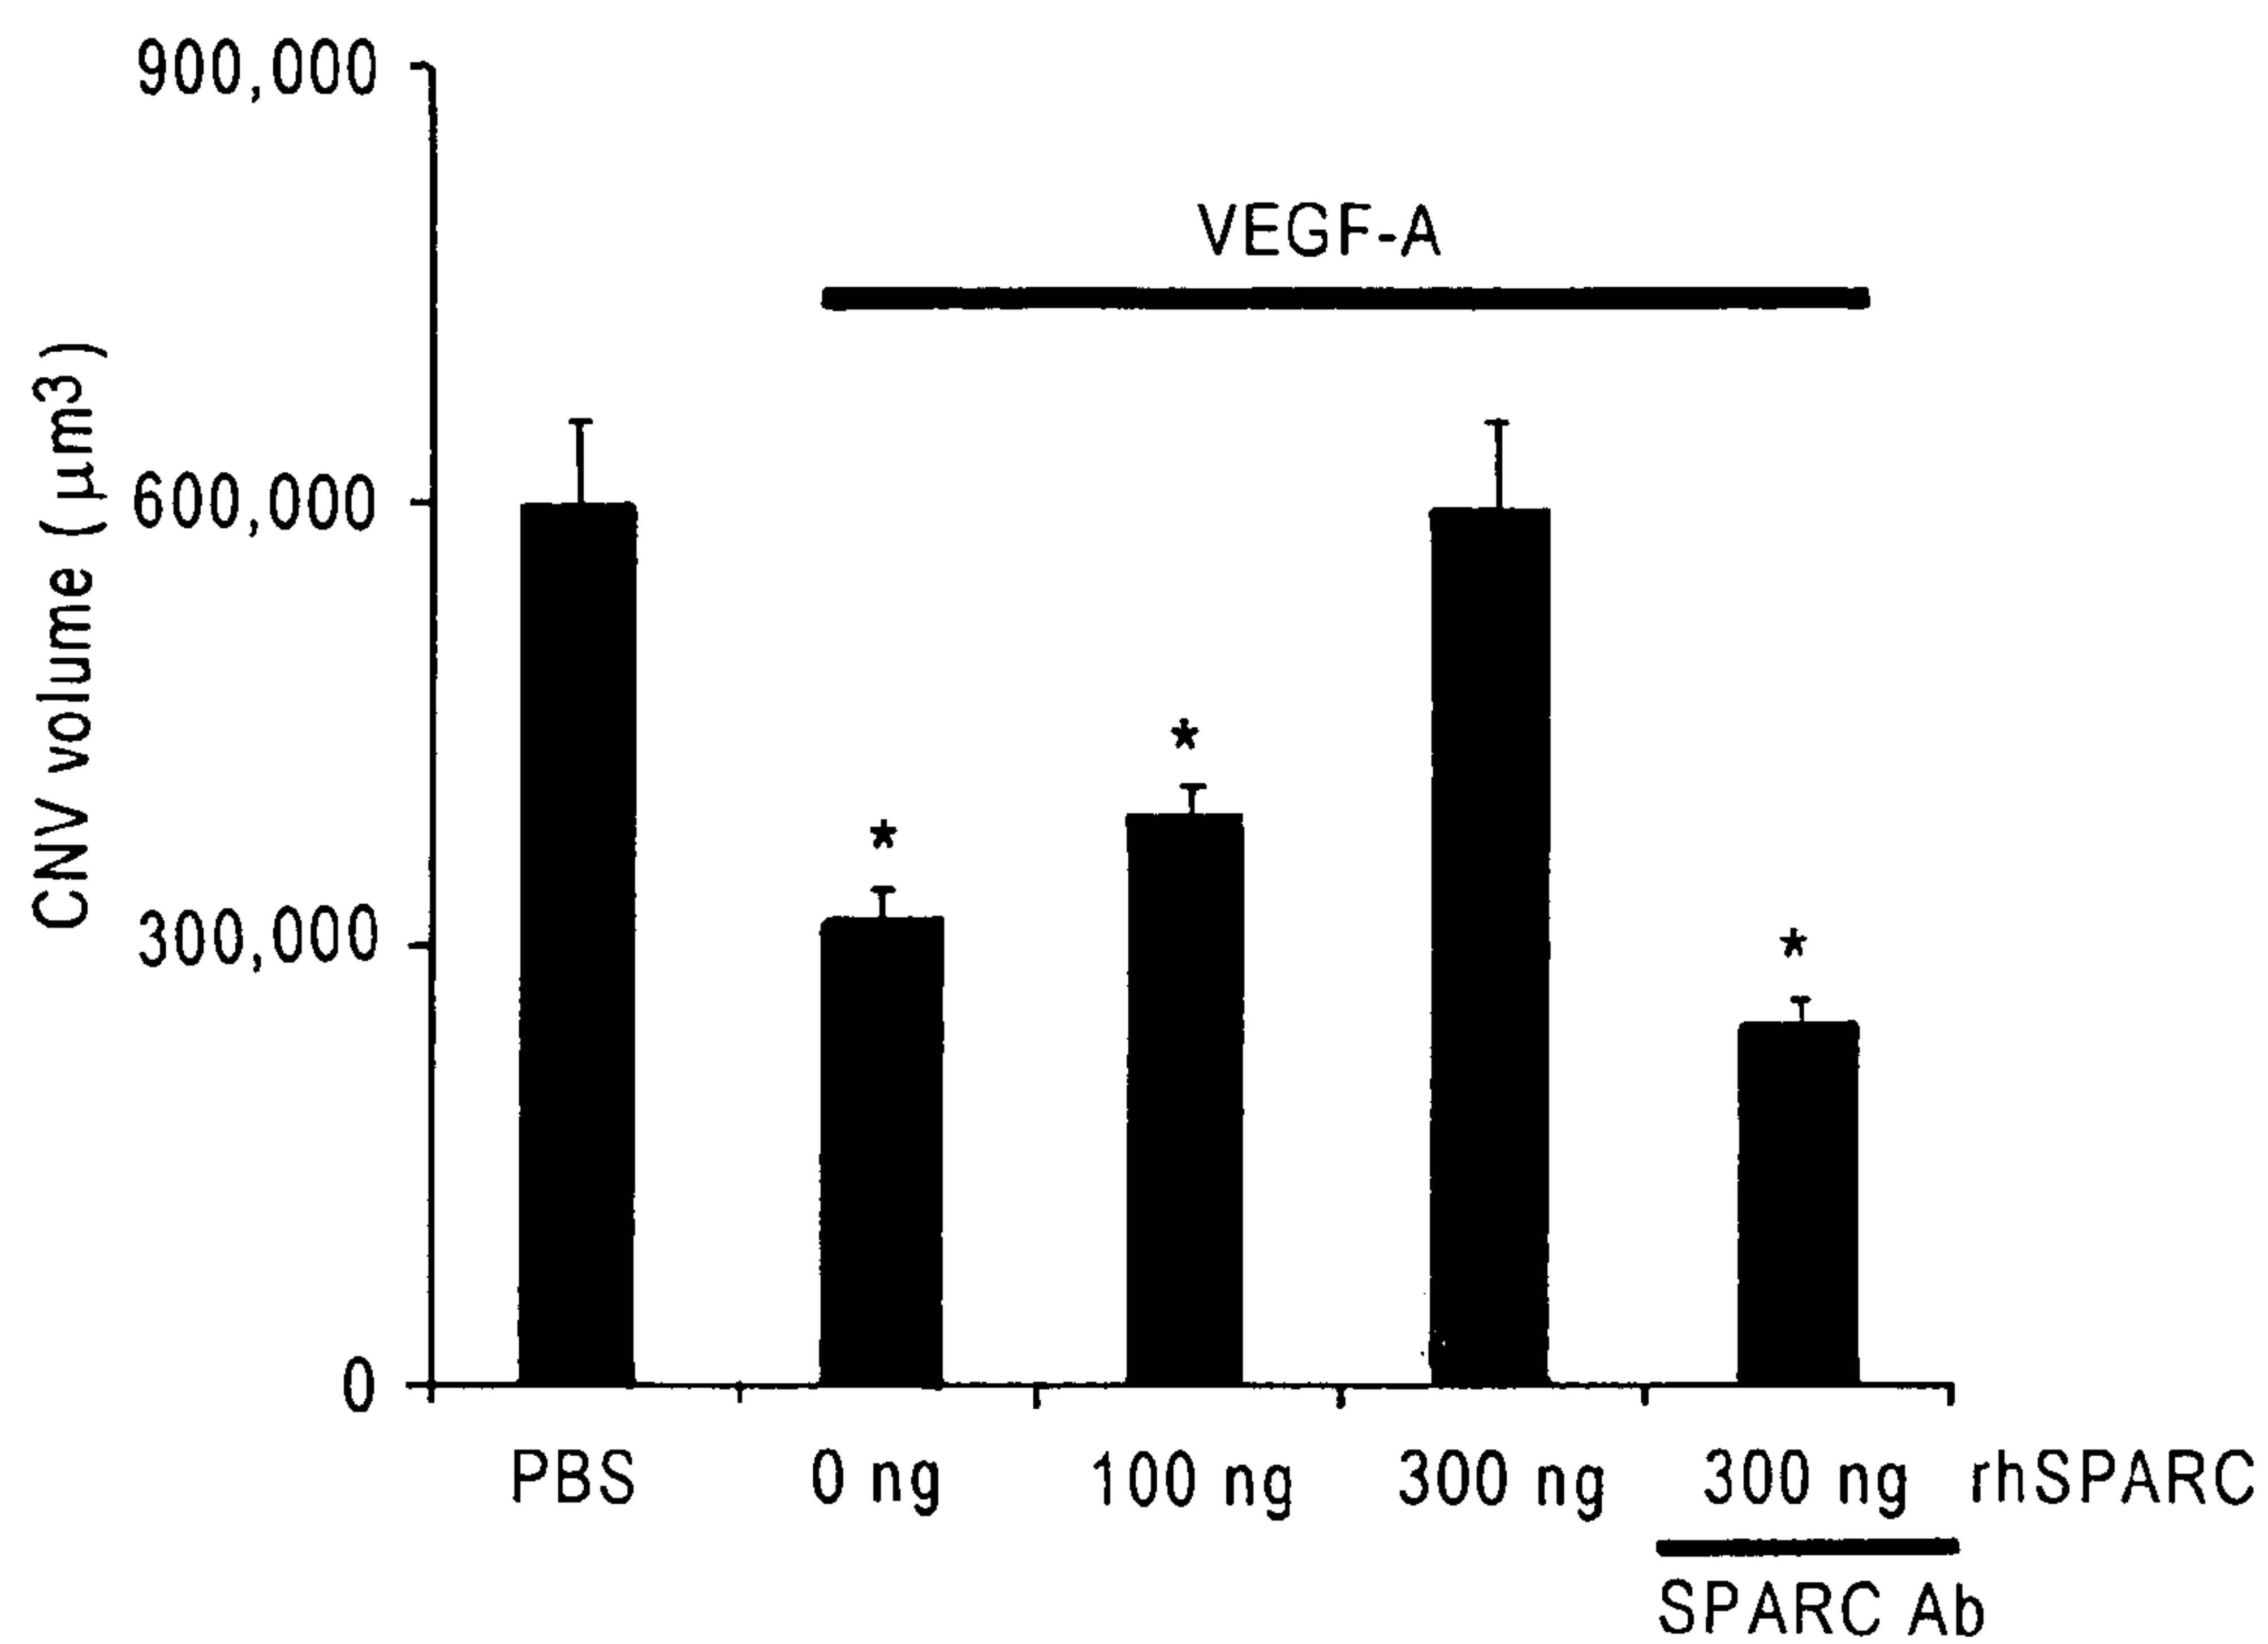 900,000
VEGF-A
CNV volume (µm3)
600,000
*
*
300,000
*
0
PBS 0 ng 100 ng 300 ng 300 ng rhSPARC
SPARC Ab